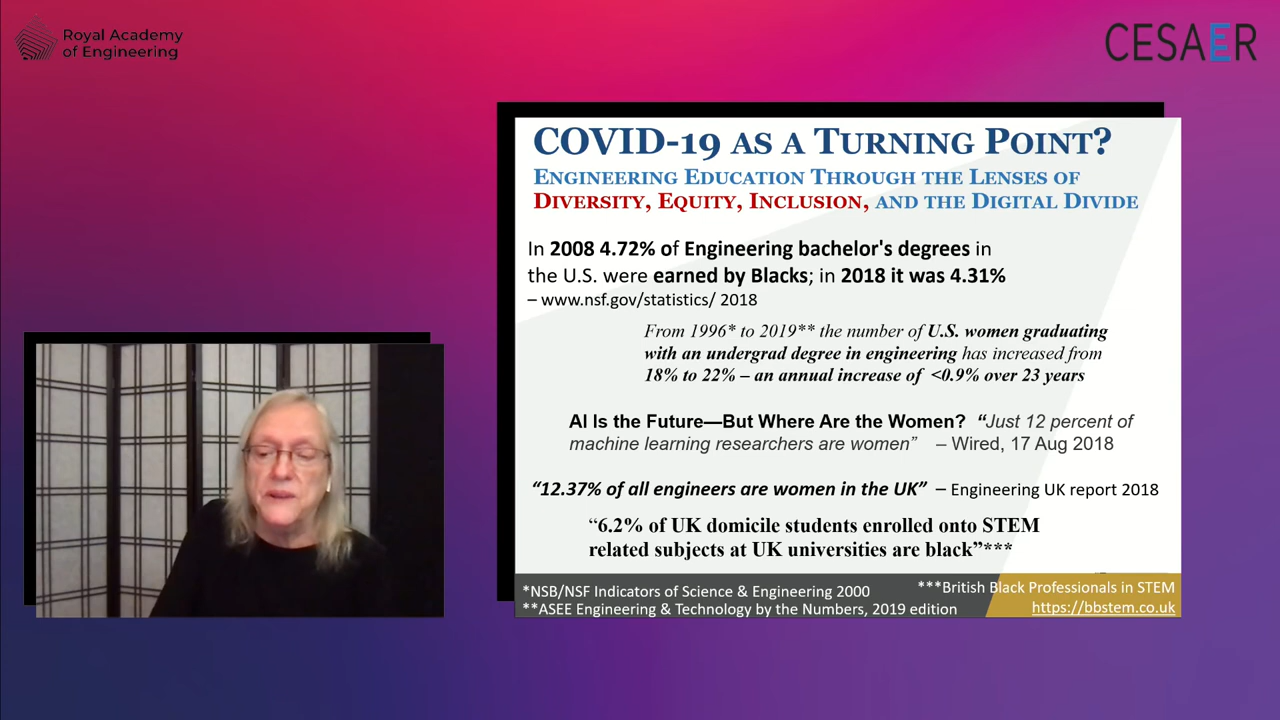 Royal Academy
of Engineering
CESAER
COVID-19 AS A TURNING POINT?
ENGINEERING EDUCATION THROUGH THE LENSES OF
DIVERSITY, EQUITY, INCLUSION, AND THE DIGITAL DIVIDE
In 2008 4.72% of Engineering bachelor's degrees in
the U.S. were earned by Blacks; in 2018 it was 4.31%
– www.nsf.gov/statistics/ 2018
From 1996* to 2019** the number of U.S. women graduating
with an undergrad degree in engineering has increased from
18% to 22% – an annual increase of <0.9% over 23 years
AI Is the Future—But Where Are the Women? “Just 12 percent of
machine learning researchers are women” – Wired, 17 Aug 2018
“12.37% of all engineers are women in the UK” – Engineering UK report 2018
“6.2% of UK domicile students enrolled onto STEM
related subjects at UK universities are black”***
*NSB/NSF Indicators of Science & Engineering 2000
**ASEE Engineering & Technology by the Numbers, 2019 edition
***British Black Professionals in STEM
https://bbstem.co.uk